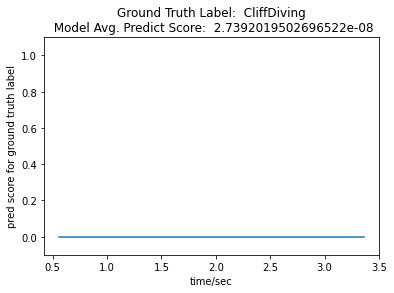 Ground Truth Label:  CliffDiving
Model Avg. Predict Score:  2.7392019502696522e-08
pred score for ground truth label
1.0
0.8
0.6
0.4
0.2
0.0
0.5 1.0 1.5 2.0 2.5 3.0 3.5
time/sec